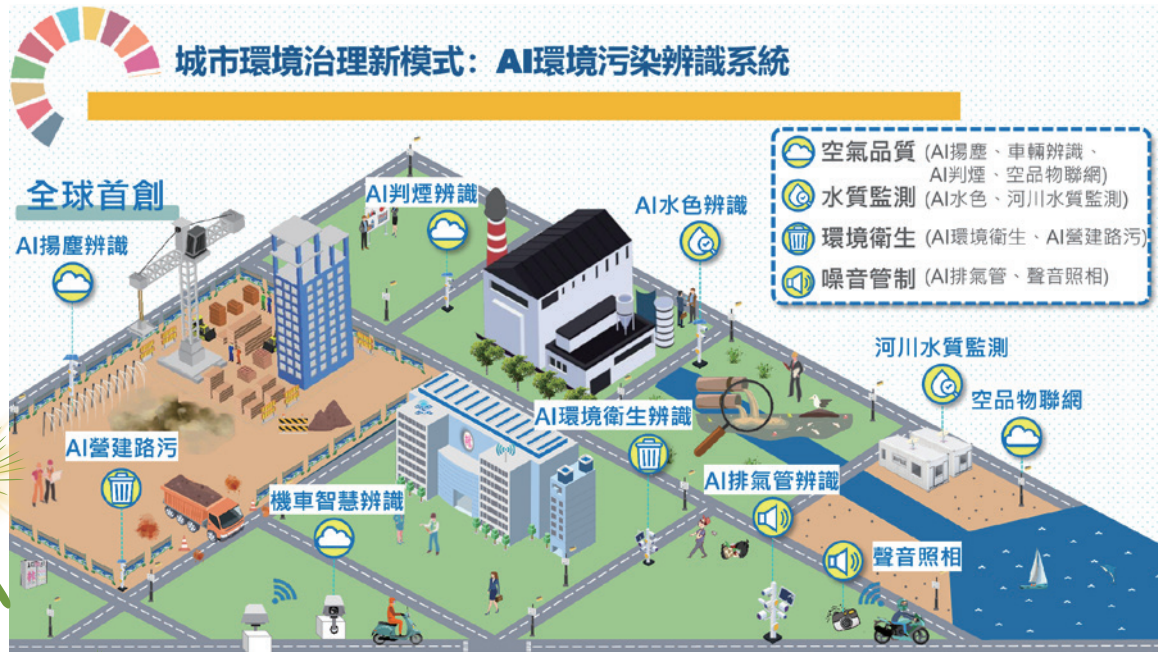 城市環境治理新模式：AI環境污染辨識系統
空氣品質 (AI揚塵、車輛辨識、
AI判煙、空品物聯網)
水質監測 (AI水色、河川水質監測)
環境衛生 (AI環境衛生、AI營建路污)
噪音管制 (AI排氣管、聲音照相)
全球首創
AI揚塵辨識
AI判煙辨識
AI水色辨識
河川水質監測
空品物聯網
AI環境衛生辨識
AI營建路污
AI排氣管辨識
機車智慧辨識
聲音照相